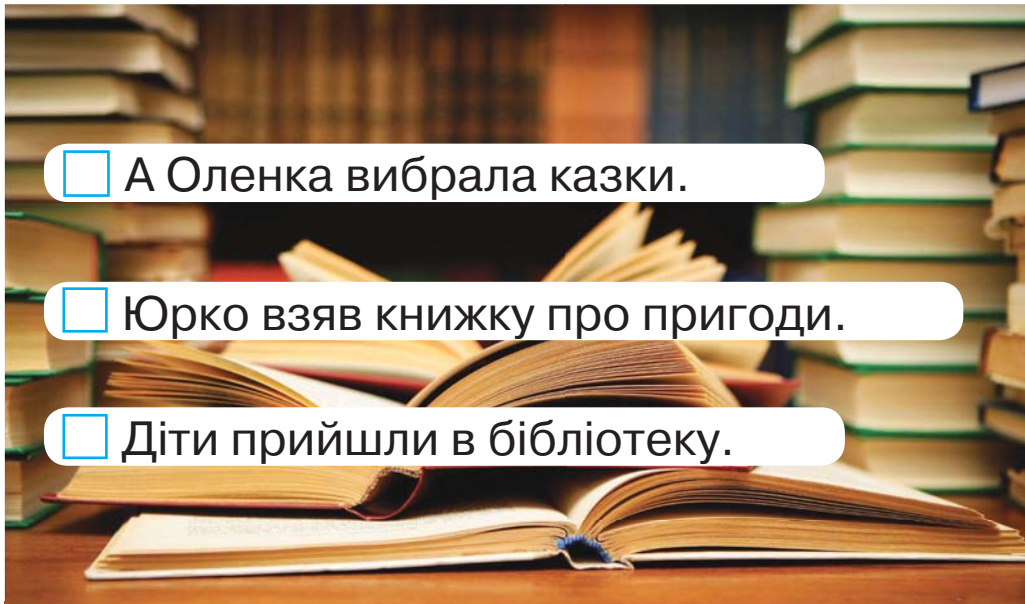 А Оленка вибрала казки.
Юрко взяв книжку про пригоди.
Діти прийшли в бібліотеку.